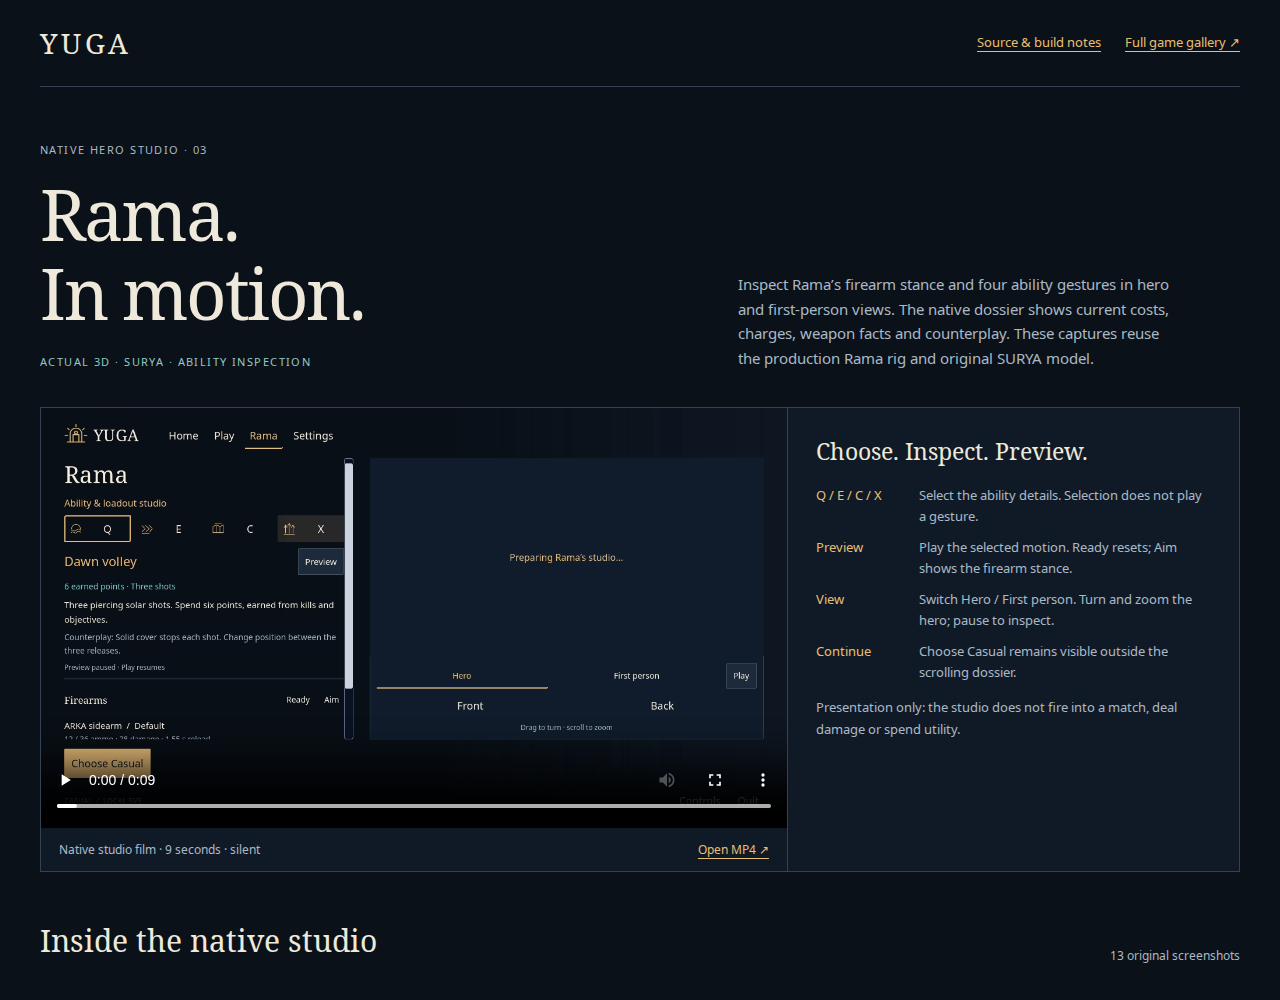 YUGA
Source & build notes
Full game gallery ↗
NATIVE HERO STUDIO · 03
Rama.
In motion.
ACTUAL 3D · SURYA · ABILITY INSPECTION
Inspect Rama’s firearm stance and four ability gestures in hero
and first-person views. The native dossier shows current costs,
charges, weapon facts and counterplay. These captures reuse
the production Rama rig and original SURYA model.
YUGA
Home
Play
Rama
Settings
Rama
Ability & loadout studio
Q
E
C
X
Dawn volley
Preview
6 earned points · Three shots
Three piercing solar shots. Spend six points, earned from kills and
objectives.
Counterplay: Solid cover stops each shot. Change position between the
three releases.
Preview paused · Play resumes
Firearms
Ready
Aim
ARKA sidearm / Default
12 / 36 ammo · 28 damage · 1.55 s reload
Choose Casual
Preparing Rama’s studio…
Hero
First person
Play
Front
Back
Drag to turn · scroll to zoom
Controls
Quit
0:00 / 0:09
Native studio film · 9 seconds · silent
Open MP4 ↗
Choose. Inspect. Preview.
Q / E / C / X
Select the ability details. Selection does not play
a gesture.
Preview
Play the selected motion. Ready resets; Aim
shows the firearm stance.
View
Switch Hero / First person. Turn and zoom the
hero; pause to inspect.
Continue
Choose Casual remains visible outside the
scrolling dossier.
Presentation only: the studio does not fire into a match, deal
damage or spend utility.
Inside the native studio
13 original screenshots